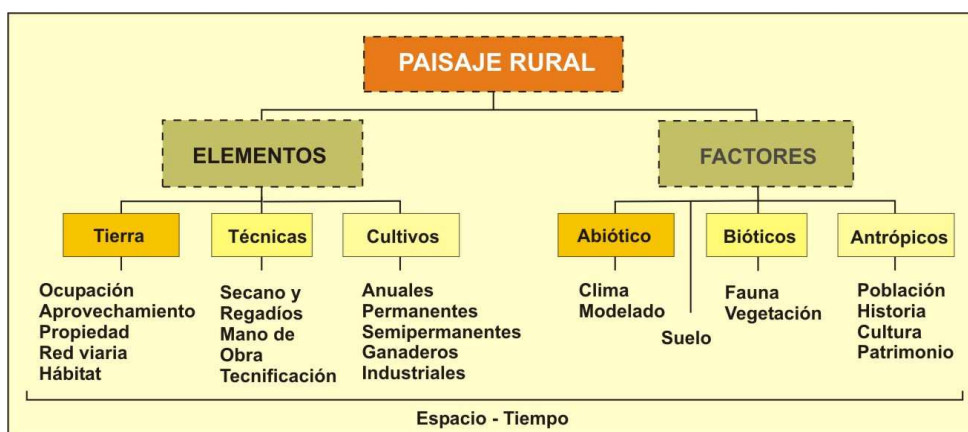 PAISAJE RURAL
ELEMENTOS
FACTORES
Tierra
Técnicas
Cultivos
Abiótico
Bióticos
Antrópicos
Ocupación
Aprovechamiento
Propiedad
Red viaria
Hábitat
Secano y
Regadíos
Mano de
Obra
Tecnificación
Anuales
Permanentes
Semipermanentes
Ganaderos
Industriales
Clima
Modelado
Suelo
Fauna
Vegetación
Población
Historia
Cultura
Patrimonio
Espacio - Tiempo